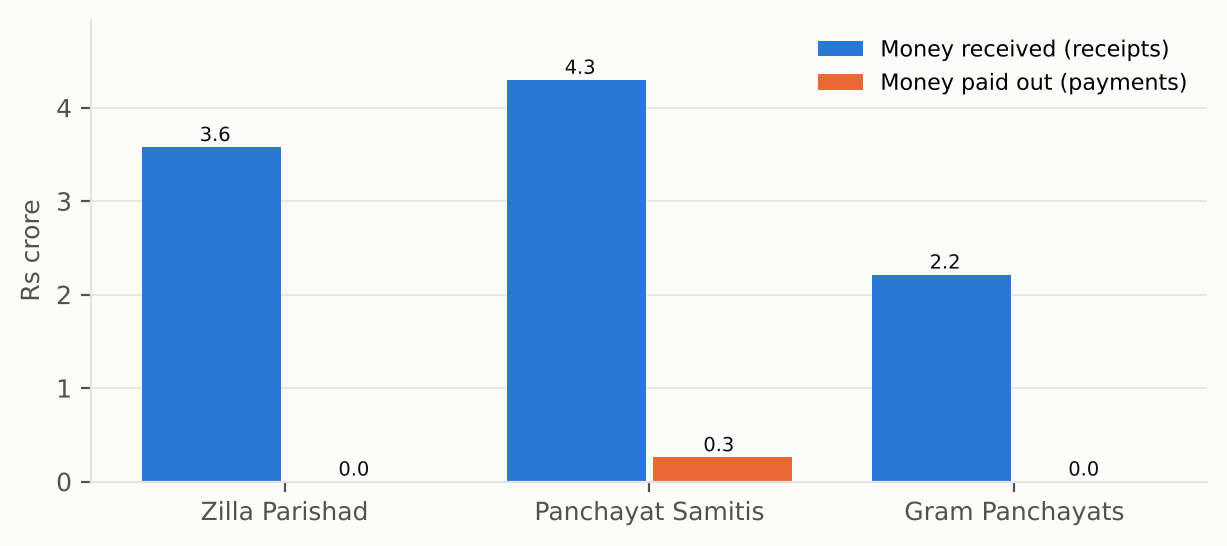 Money received (receipts)
Money paid out (payments)
Rs crore
4
3
2
1
0
3.6
0.0
4.3
0.3
2.2
0.0
Zilla Parishad
Panchayat Samitis
Gram Panchayats